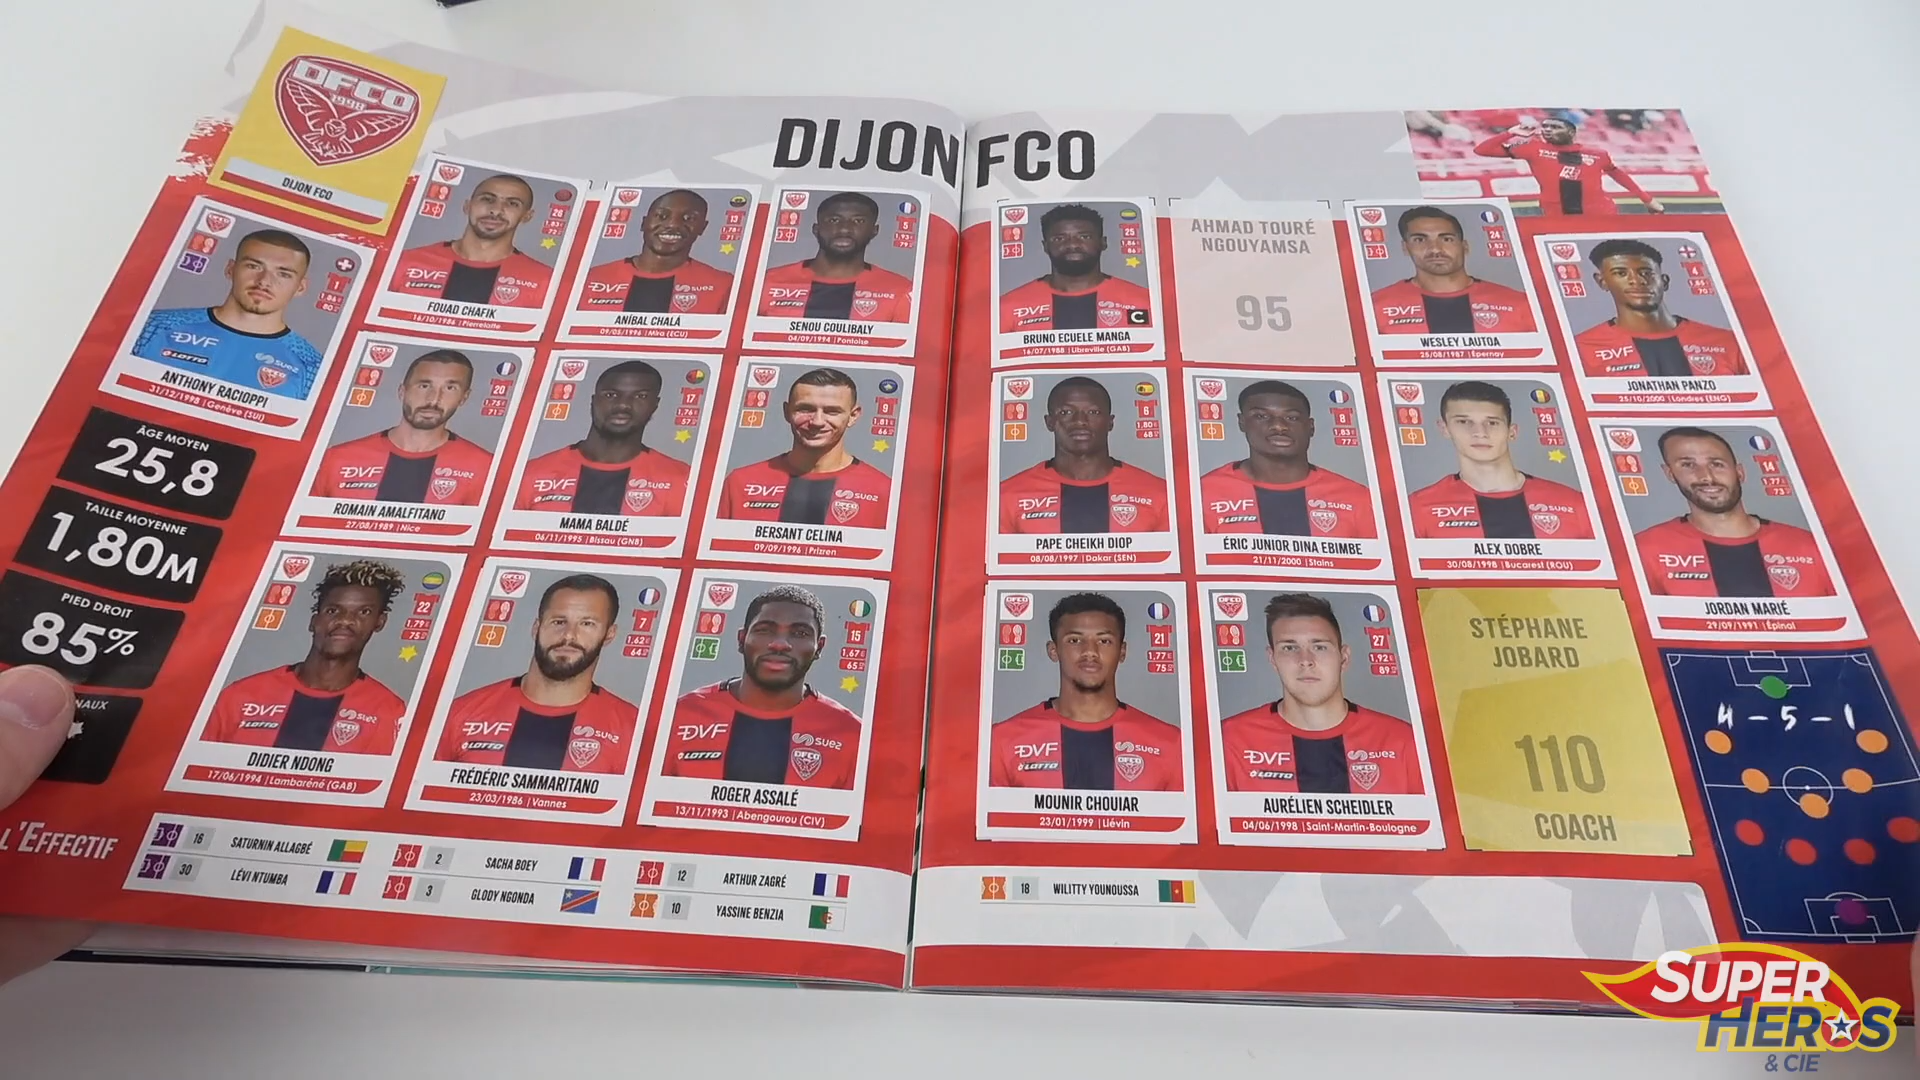 DFCO
1998
DIJON FCO
DIJON FCO
ANTHONY RACIOPPI
31/12/1998 | Genève (SUI)
FOUAD CHAFIK
16/10/1986 | Pierrelatte
ANÍBAL CHALÁ
09/05/1996 | Mira (ECU)
SENOU COULIBALY
04/09/1994 | Pontoise
BRUNO ECUELE MANGA
16/07/1988 | Libreville (GAB)
C
AHMAD TOURÉ
NGOUYAMSA
95
WESLEY LAUTOA
25/08/1987 | Épernay
JONATHAN PANZO
25/10/2000 | Londres (ENG)
ROMAIN AMALFITANO
27/08/1989 | Nice
MAMA BALDÉ
06/11/1995 | Bissau (GNB)
BERSANT CELINA
09/09/1996 | Prizren
PAPE CHEIKH DIOP
08/08/1997 | Dakar (SEN)
ÉRIC JUNIOR DINA EBIMBE
21/11/2000 | Stains
ALEX DOBRE
30/08/1998 | Bucarest (ROU)
JORDAN MARIÉ
29/09/1991 | Épinal
DIDIER NDONG
17/06/1994 | Lambaréné (GAB)
FRÉDÉRIC SAMMARITANO
23/03/1986 | Vannes
ROGER ASSALÉ
13/11/1993 | Abengourou (CIV)
MOUNIR CHOUIAR
23/01/1999 | Liévin
AURÉLIEN SCHEIDLER
04/06/1998 | Saint-Martin-Boulogne
STÉPHANE
JOBARD
110
COACH
ÂGE MOYEN
25,8
TAILLE MOYENNE
1,80M
PIED DROIT
85%
NAUX
4-5-1
L'EFFECTIF
16 SATURNIN ALLAGBÉ
30 LÉVI NTUMBA
2 SACHA BOEY
3 GLODY NGONDA
12 ARTHUR ZAGRÉ
10 YASSINE BENZIA
18 WILITTY YOUNOUSSA
SUPER
HEROS
& CIE